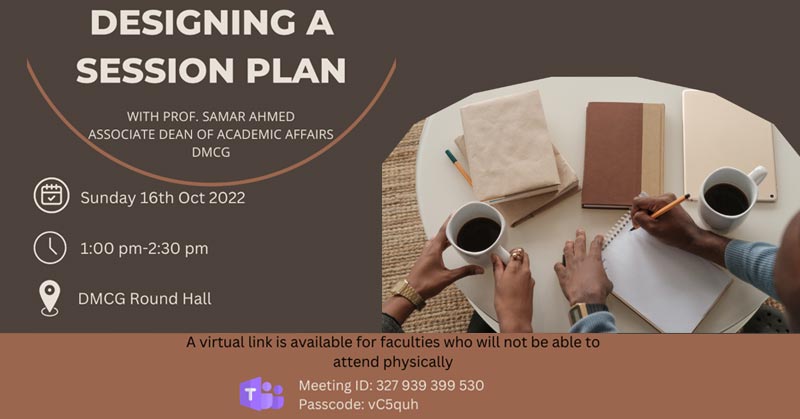 DESIGNING A
SESSION PLAN
WITH PROF. SAMAR AHMED
ASSOCIATE DEAN OF ACADEMIC AFFAIRS
DMCG
Sunday 16th Oct 2022
1:00 pm-2:30 pm
DMCG Round Hall
A virtual link is available for faculties who will not be able to
attend physically
T
Meeting ID: 327 939 399 530
Passcode: vC5quh